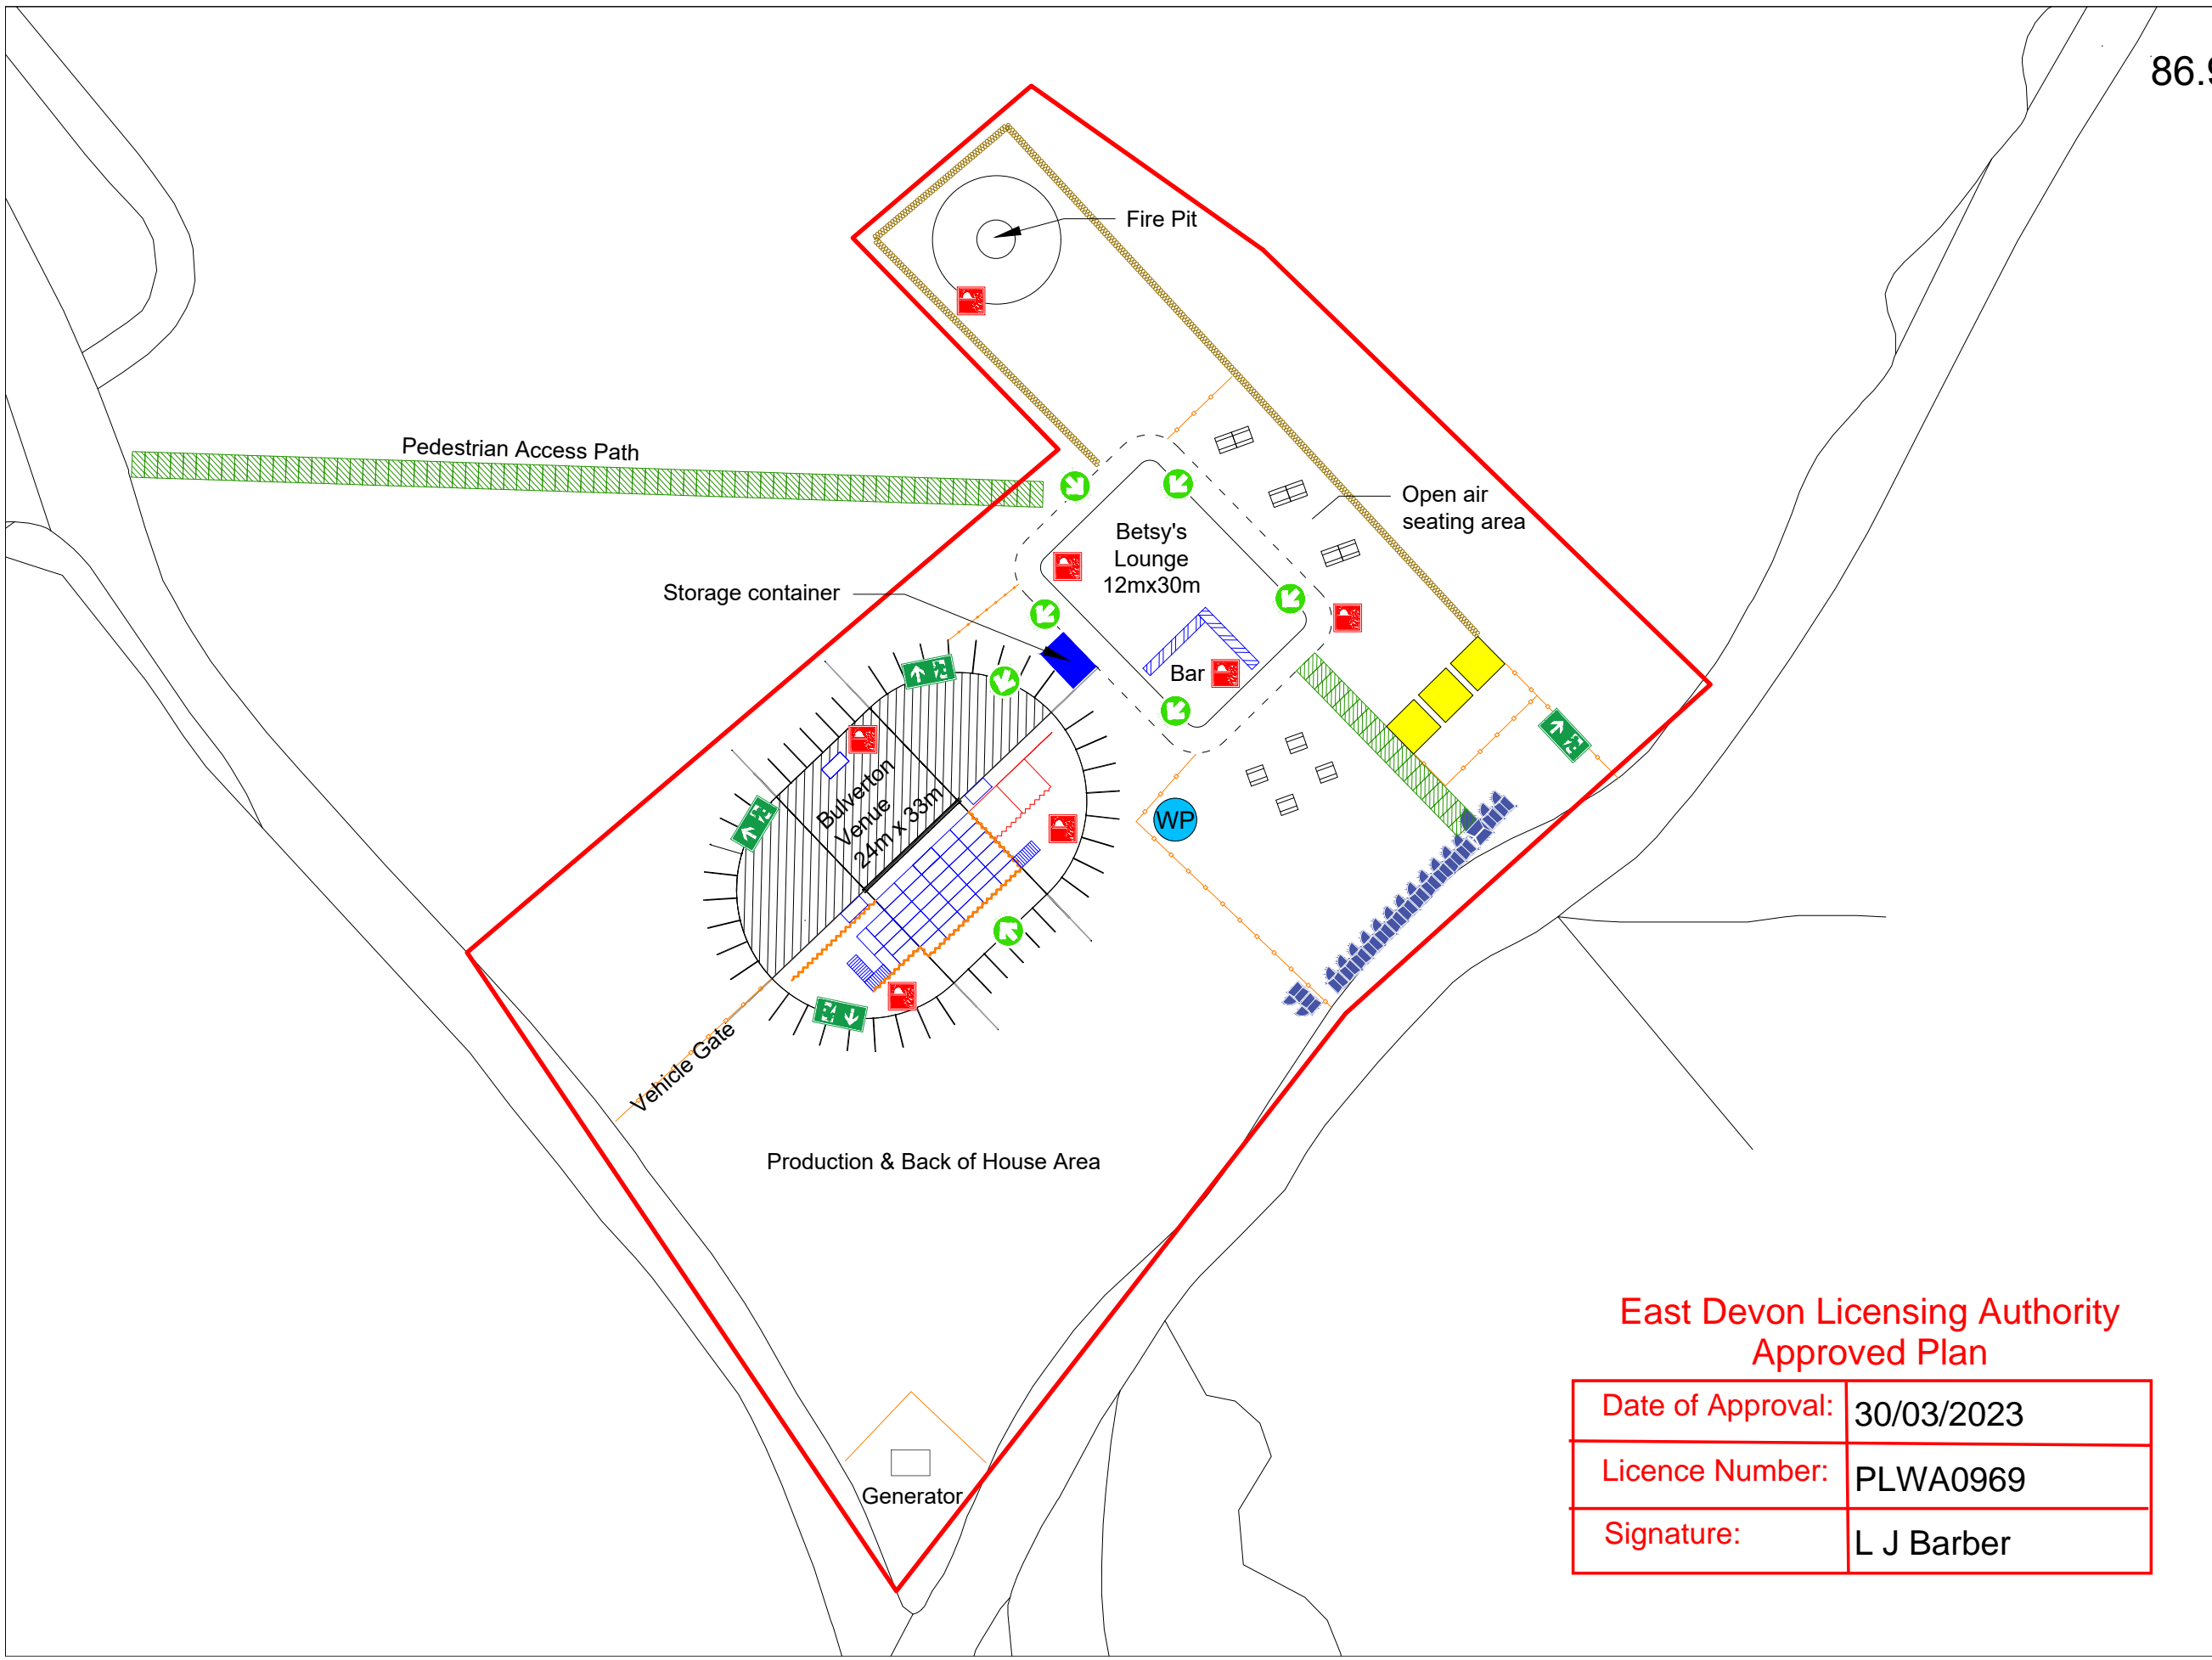 86.9
Fire Pit
Pedestrian Access Path
Open air
seating area
Betsy's
Lounge
12mx30m
Storage container
Bar
Bulverton
Venue
24m x 33m
WP
Vehicle Gate
Production & Back of House Area
Generator
East Devon Licensing Authority
Approved Plan
Date of Approval: 30/03/2023
Licence Number: PLWA0969
Signature: L J Barber